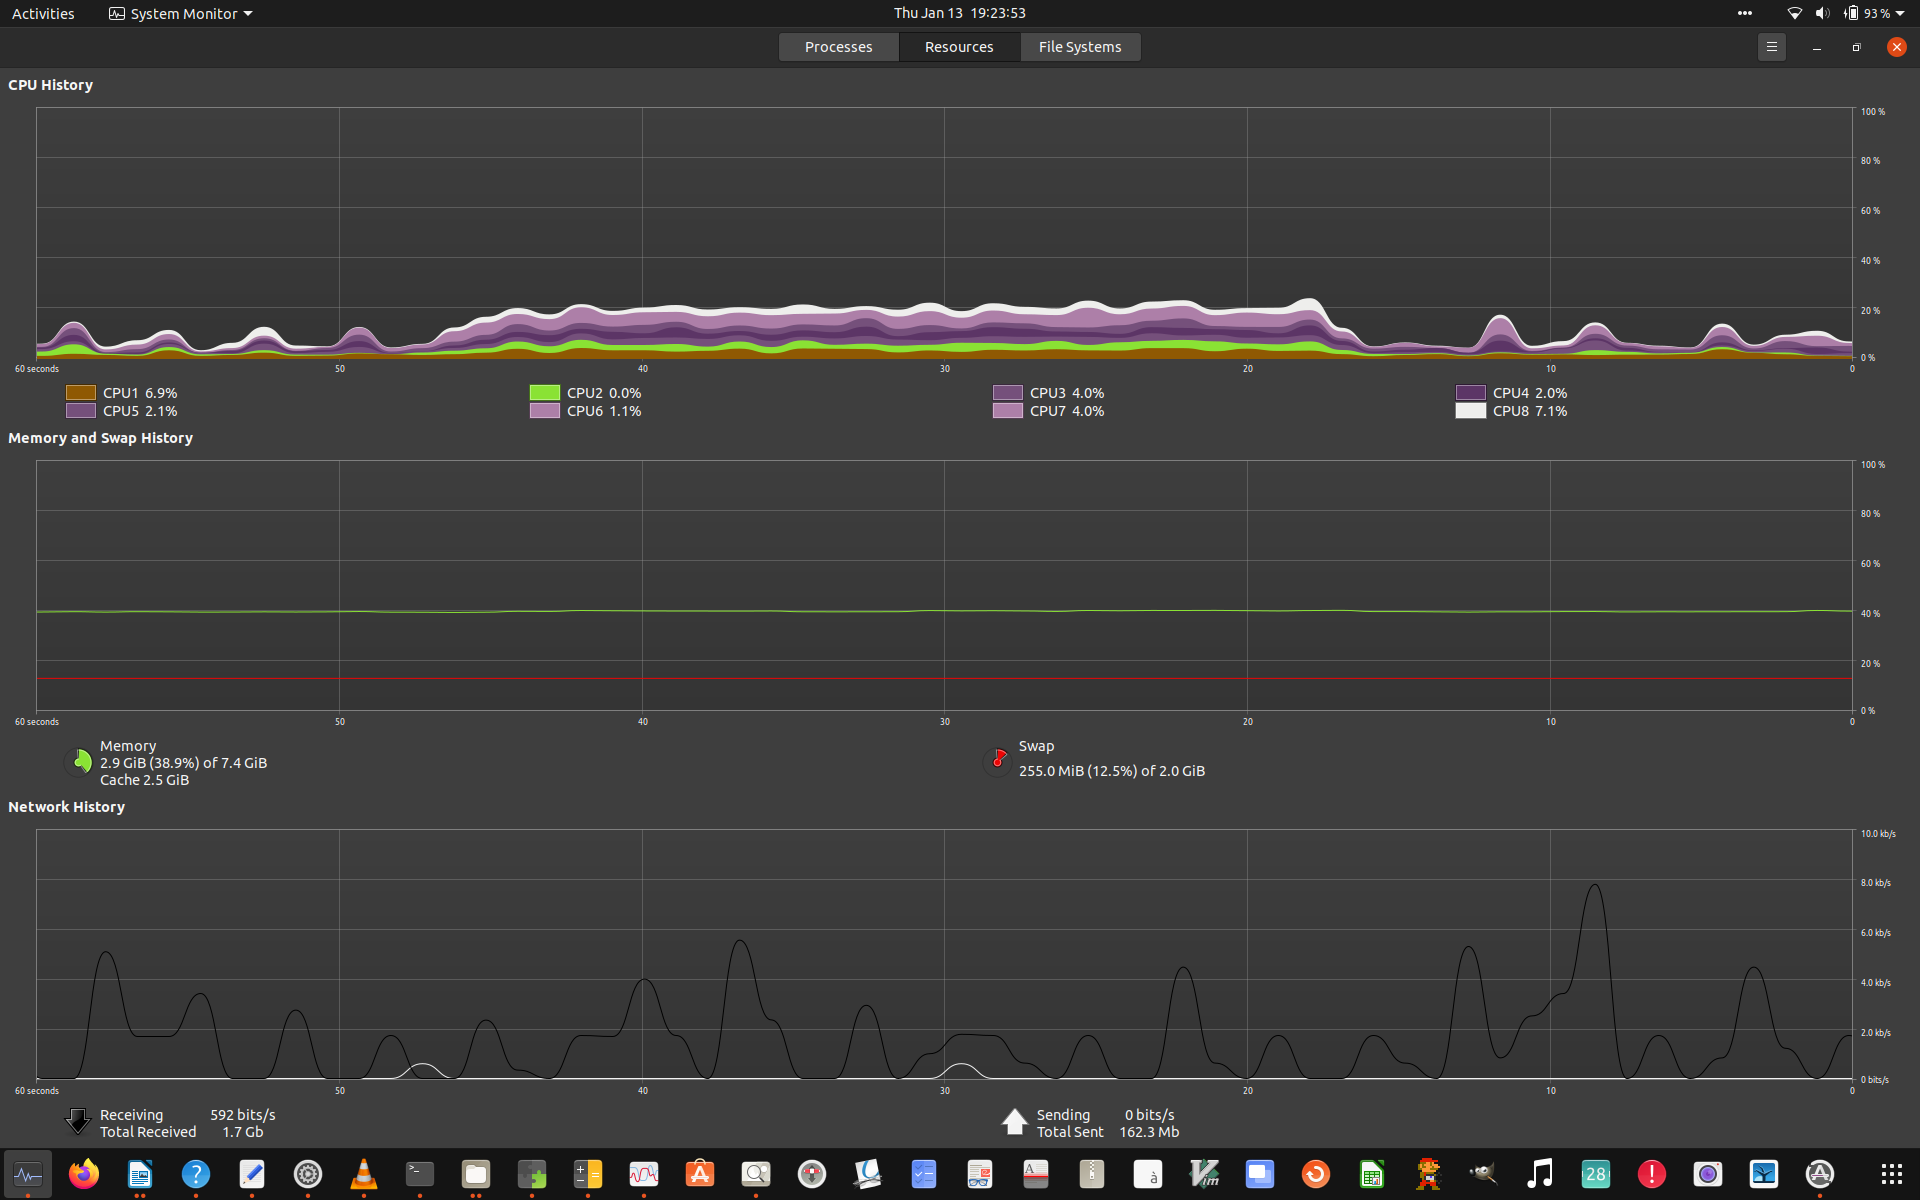 Activities System Monitor Thu Jan 13 19:23:53 93 %
Processes Resources File Systems
CPU History
100 %
80 %
60 %
40 %
20 %
0 %
60 seconds 50 40 30 20 10 0
CPU1 6.9% CPU2 0.0% CPU3 4.0% CPU4 2.0%
CPU5 2.1% CPU6 1.1% CPU7 4.0% CPU8 7.1%
Memory and Swap History
100 %
80 %
60 %
40 %
20 %
0 %
60 seconds 50 40 30 20 10 0
Memory
2.9 GiB (38.9%) of 7.4 GiB
Cache 2.5 GiB
Swap
255.0 MiB (12.5%) of 2.0 GiB
Network History
10.0 kb/s
8.0 kb/s
6.0 kb/s
4.0 kb/s
2.0 kb/s
0 bits/s
60 seconds 50 40 30 20 10 0
Receiving 592 bits/s
Total Received 1.7 Gb
Sending 0 bits/s
Total Sent 162.3 Mb
? >_ A à Vim 28 !